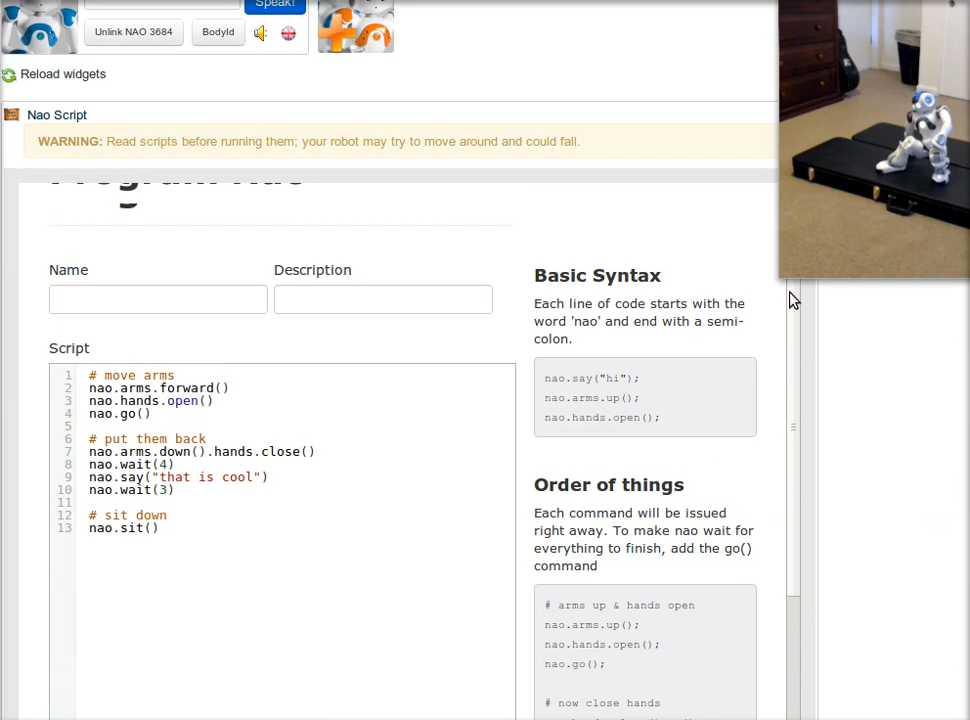 Speak!
Unlink NAO 3684
BodyId
Reload widgets
Nao Script
WARNING: Read scripts before running them; your robot may try to move around and could fall.
Program Nao
Name
Description
Script
1 # move arms
2 nao.arms.forward()
3 nao.hands.open()
4 nao.go()
5
6 # put them back
7 nao.arms.down().hands.close()
8 nao.wait(4)
9 nao.say("that is cool")
10 nao.wait(3)
11
12 # sit down
13 nao.sit()
Basic Syntax
Each line of code starts with the
word 'nao' and end with a semi-
colon.
nao.say("hi");
nao.arms.up();
nao.hands.open();
Order of things
Each command will be issued
right away. To make nao wait for
everything to finish, add the go()
command
# arms up & hands open
nao.arms.up();
nao.hands.open();
nao.go();
# now close hands